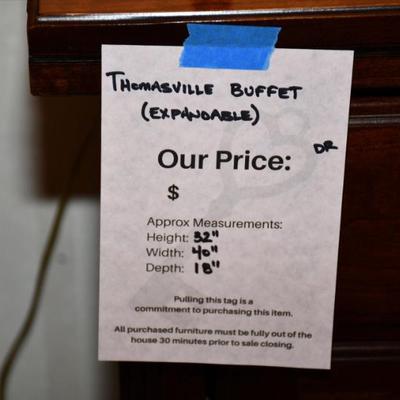 THOMASVILLE BUFFET
(EXPANDABLE)
DR
Our Price:
$
Approx Measurements:
Height: 32"
Width: 40"
Depth: 18"
Pulling this tag is a
commitment to purchasing this item.
All purchased furniture must be fully out of the
house 30 minutes prior to sale closing.